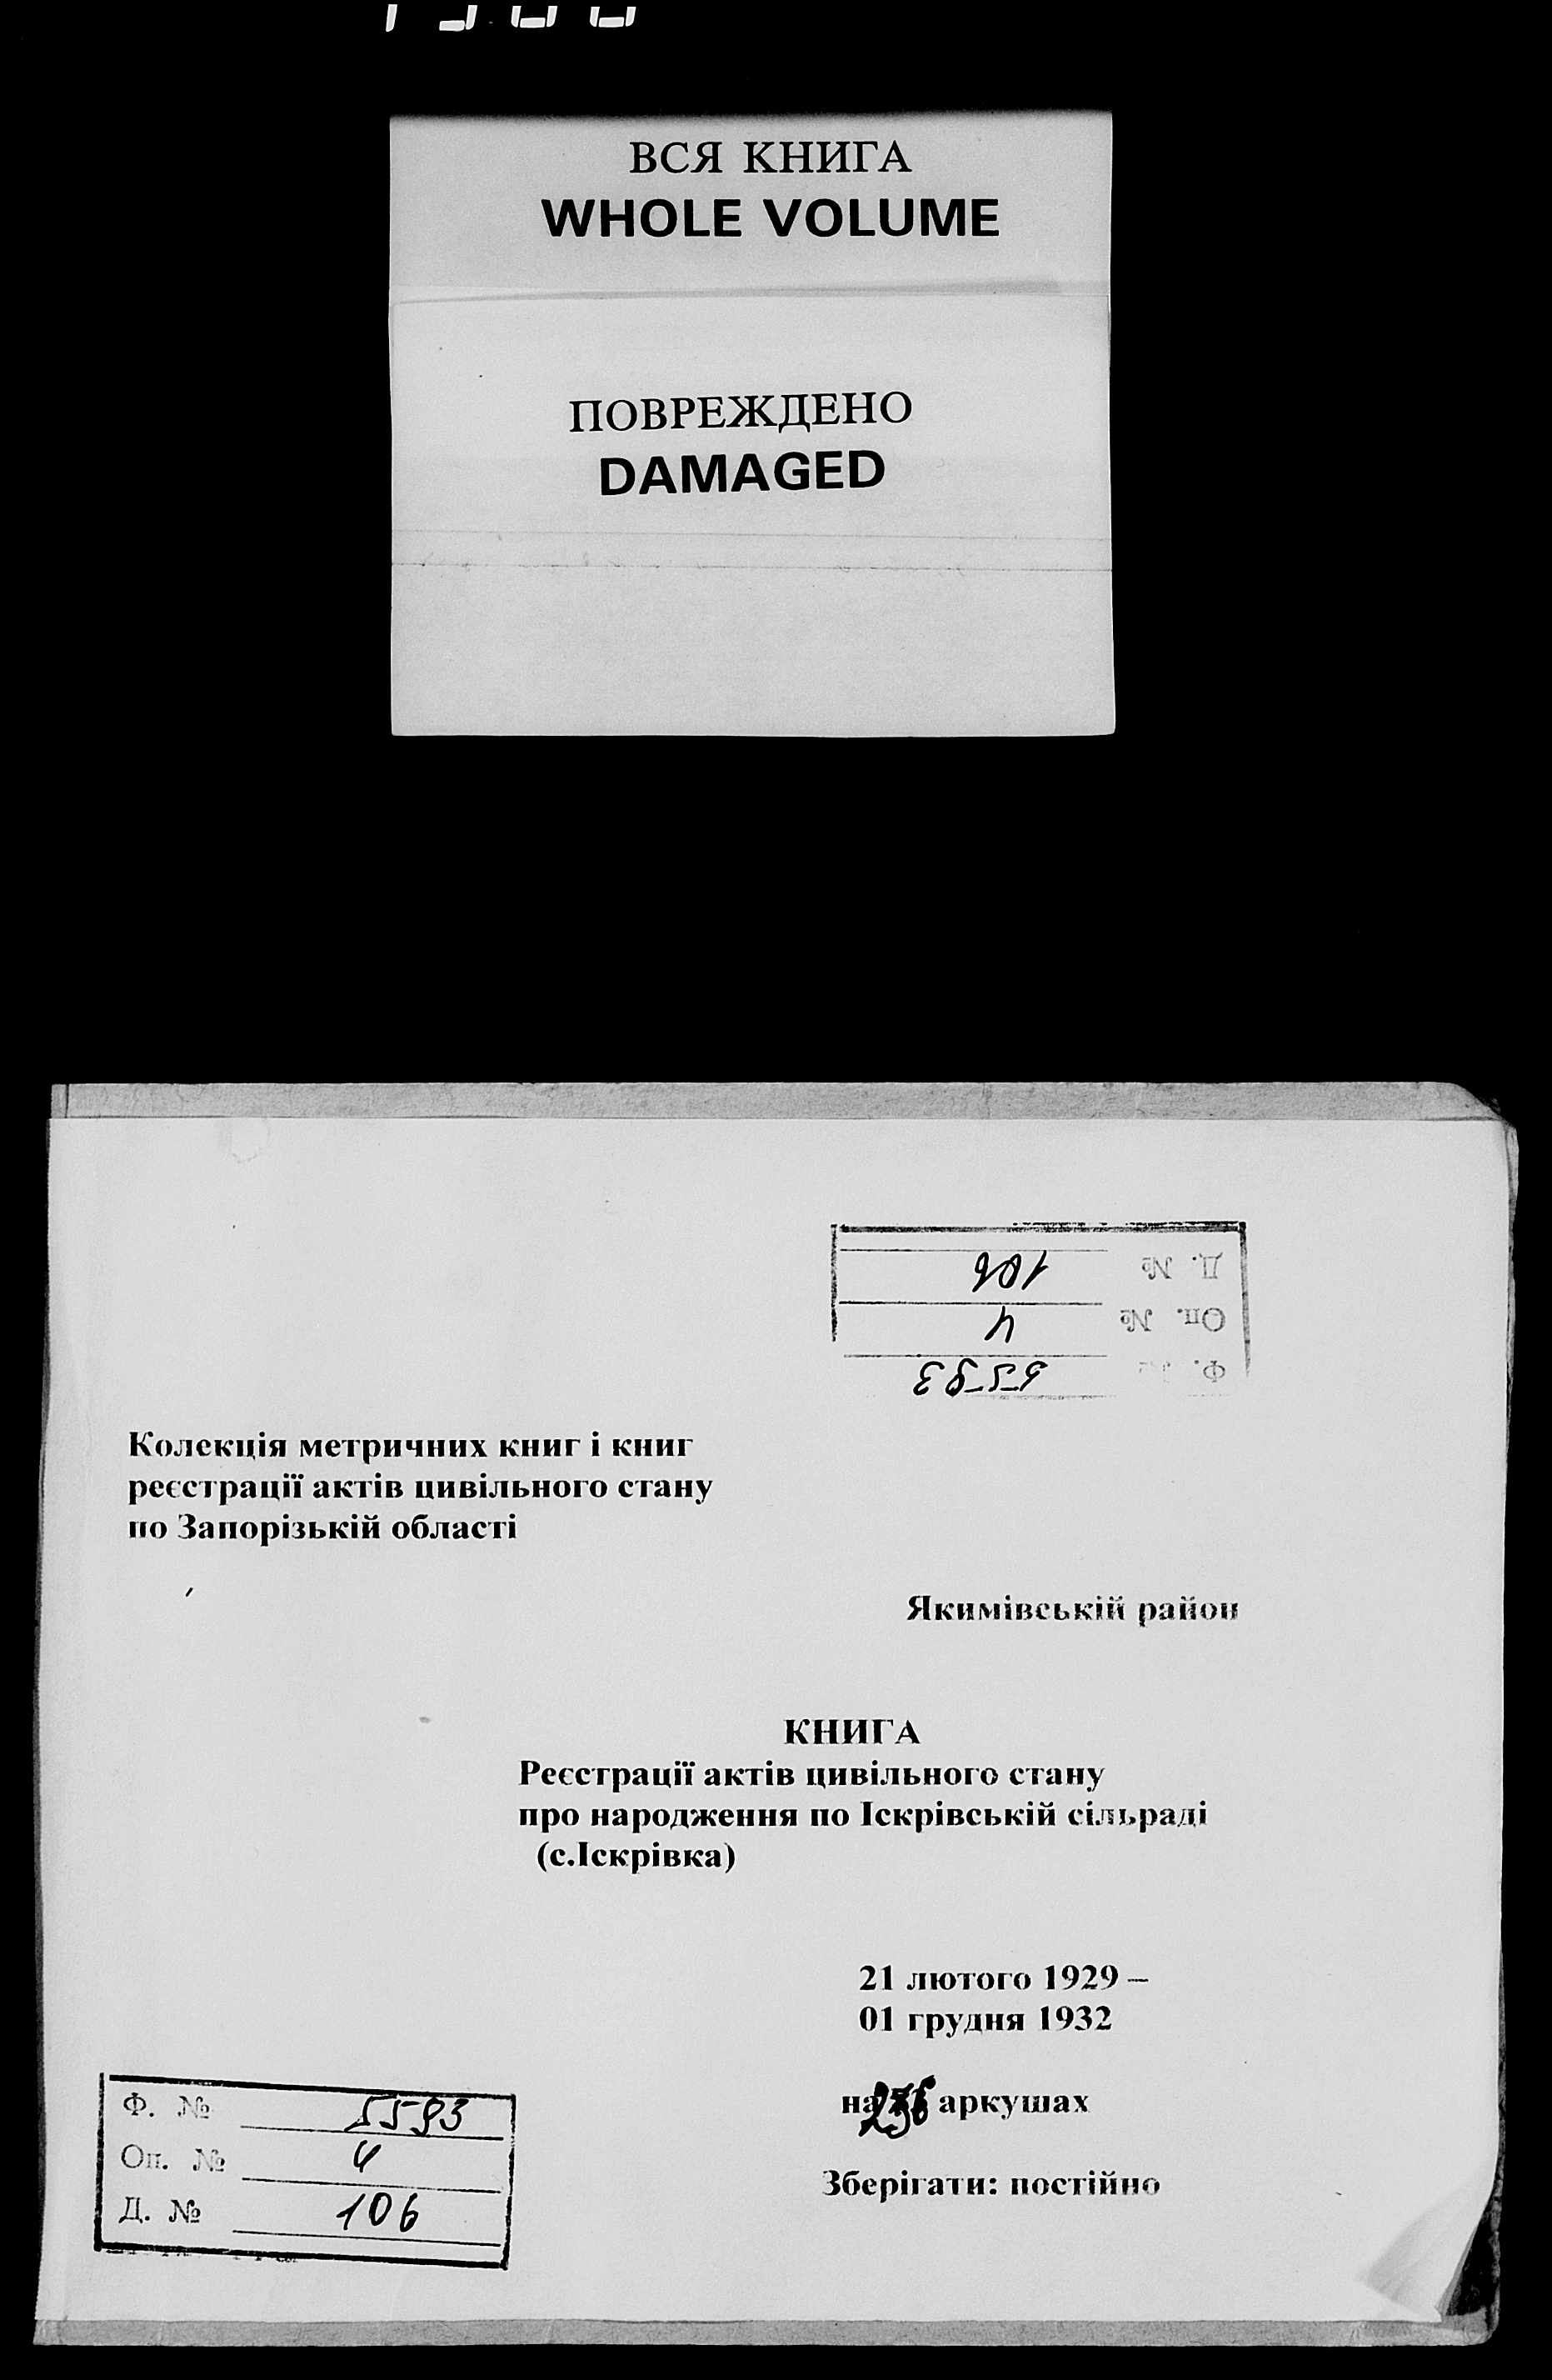 ВСЯ КНИГА
WHOLE VOLUME
ПОВРЕЖДЕНО
DAMAGED
Д. № 106
Оп. № 4
Ф. 5593
Колекція метричних книг і книг
реєстрації актів цивільного стану
по Запорізькій області
Якимівській район
КНИГА
Реєстрації актів цивільного стану
про народження по Іскрівській сільраді
(с.Іскрівка)
21 лютого 1929 –
01 грудня 1932
на аркушах
Зберігати: постійно
Ф. № 5593
Оп. № 4
Д. № 106